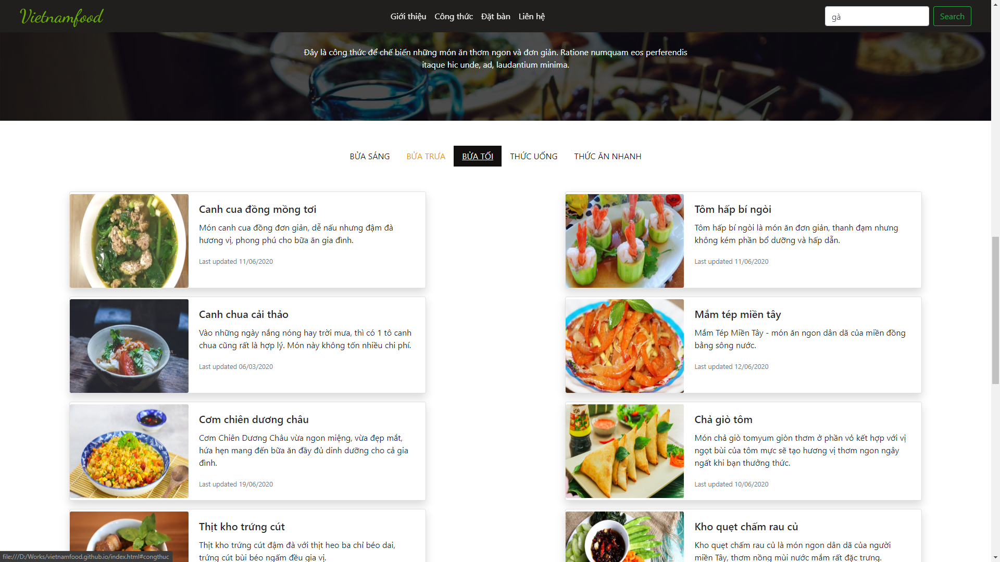 Vietnamfood
Giới thiệu
Công thức
Đặt bàn
Liên hệ
gà
Search
Đây là công thức để chế biến những món ăn thơm ngon và đơn giản. Ratione numquam eos perferendis
itaque hic unde, ad, laudantium minima.
BỬA SÁNG
BỬA TRƯA
BỬA TỐI
THỨC UỐNG
THỨC ĂN NHANH
Canh cua đồng mồng tơi
Món canh cua đồng đơn giản, dễ nấu nhưng đậm đà
hương vị, phong phú cho bữa ăn gia đình.
Last updated 11/06/2020
Tôm hấp bí ngòi
Tôm hấp bí ngòi là món ăn đơn giản, thanh đạm nhưng
không kém phần bổ dưỡng và hấp dẫn.
Last updated 11/06/2020
Canh chua cải thảo
Vào những ngày nắng nóng hay trời mưa, thì có 1 tô canh
chua cũng rất là hợp lý. Món này không tốn nhiều chi phí.
Last updated 06/03/2020
Mắm tép miền tây
Mắm Tép Miền Tây - món ăn ngon dân dã của miền đồng
bằng sông nước.
Last updated 12/06/2020
Cơm chiên dương châu
Cơm Chiên Dương Châu vừa ngon miệng, vừa đẹp mắt,
hứa hẹn mang đến bữa ăn đầy đủ dinh dưỡng cho cả gia
đình.
Last updated 19/06/2020
Chả giò tôm
Món chả giò tomyum giòn thơm ở phần vỏ kết hợp với vị
ngọt bùi của tôm mực sẽ tạo hương vị thơm ngon ngây
ngất khi bạn thưởng thức.
Last updated 10/06/2020
Thịt kho trứng cút
Thịt kho trứng cút đậm đà với thịt heo ba chỉ béo dai,
trứng cút bùi béo ngấm đều gia vị.
Kho quẹt chấm rau củ
Kho quẹt chấm rau củ là món ngon dân dã của người
miền Tây, thơm nồng mùi nước mắm rất đặc trưng.
file:///D:/Works/vietnamfood.github.io/index.html#congthuc